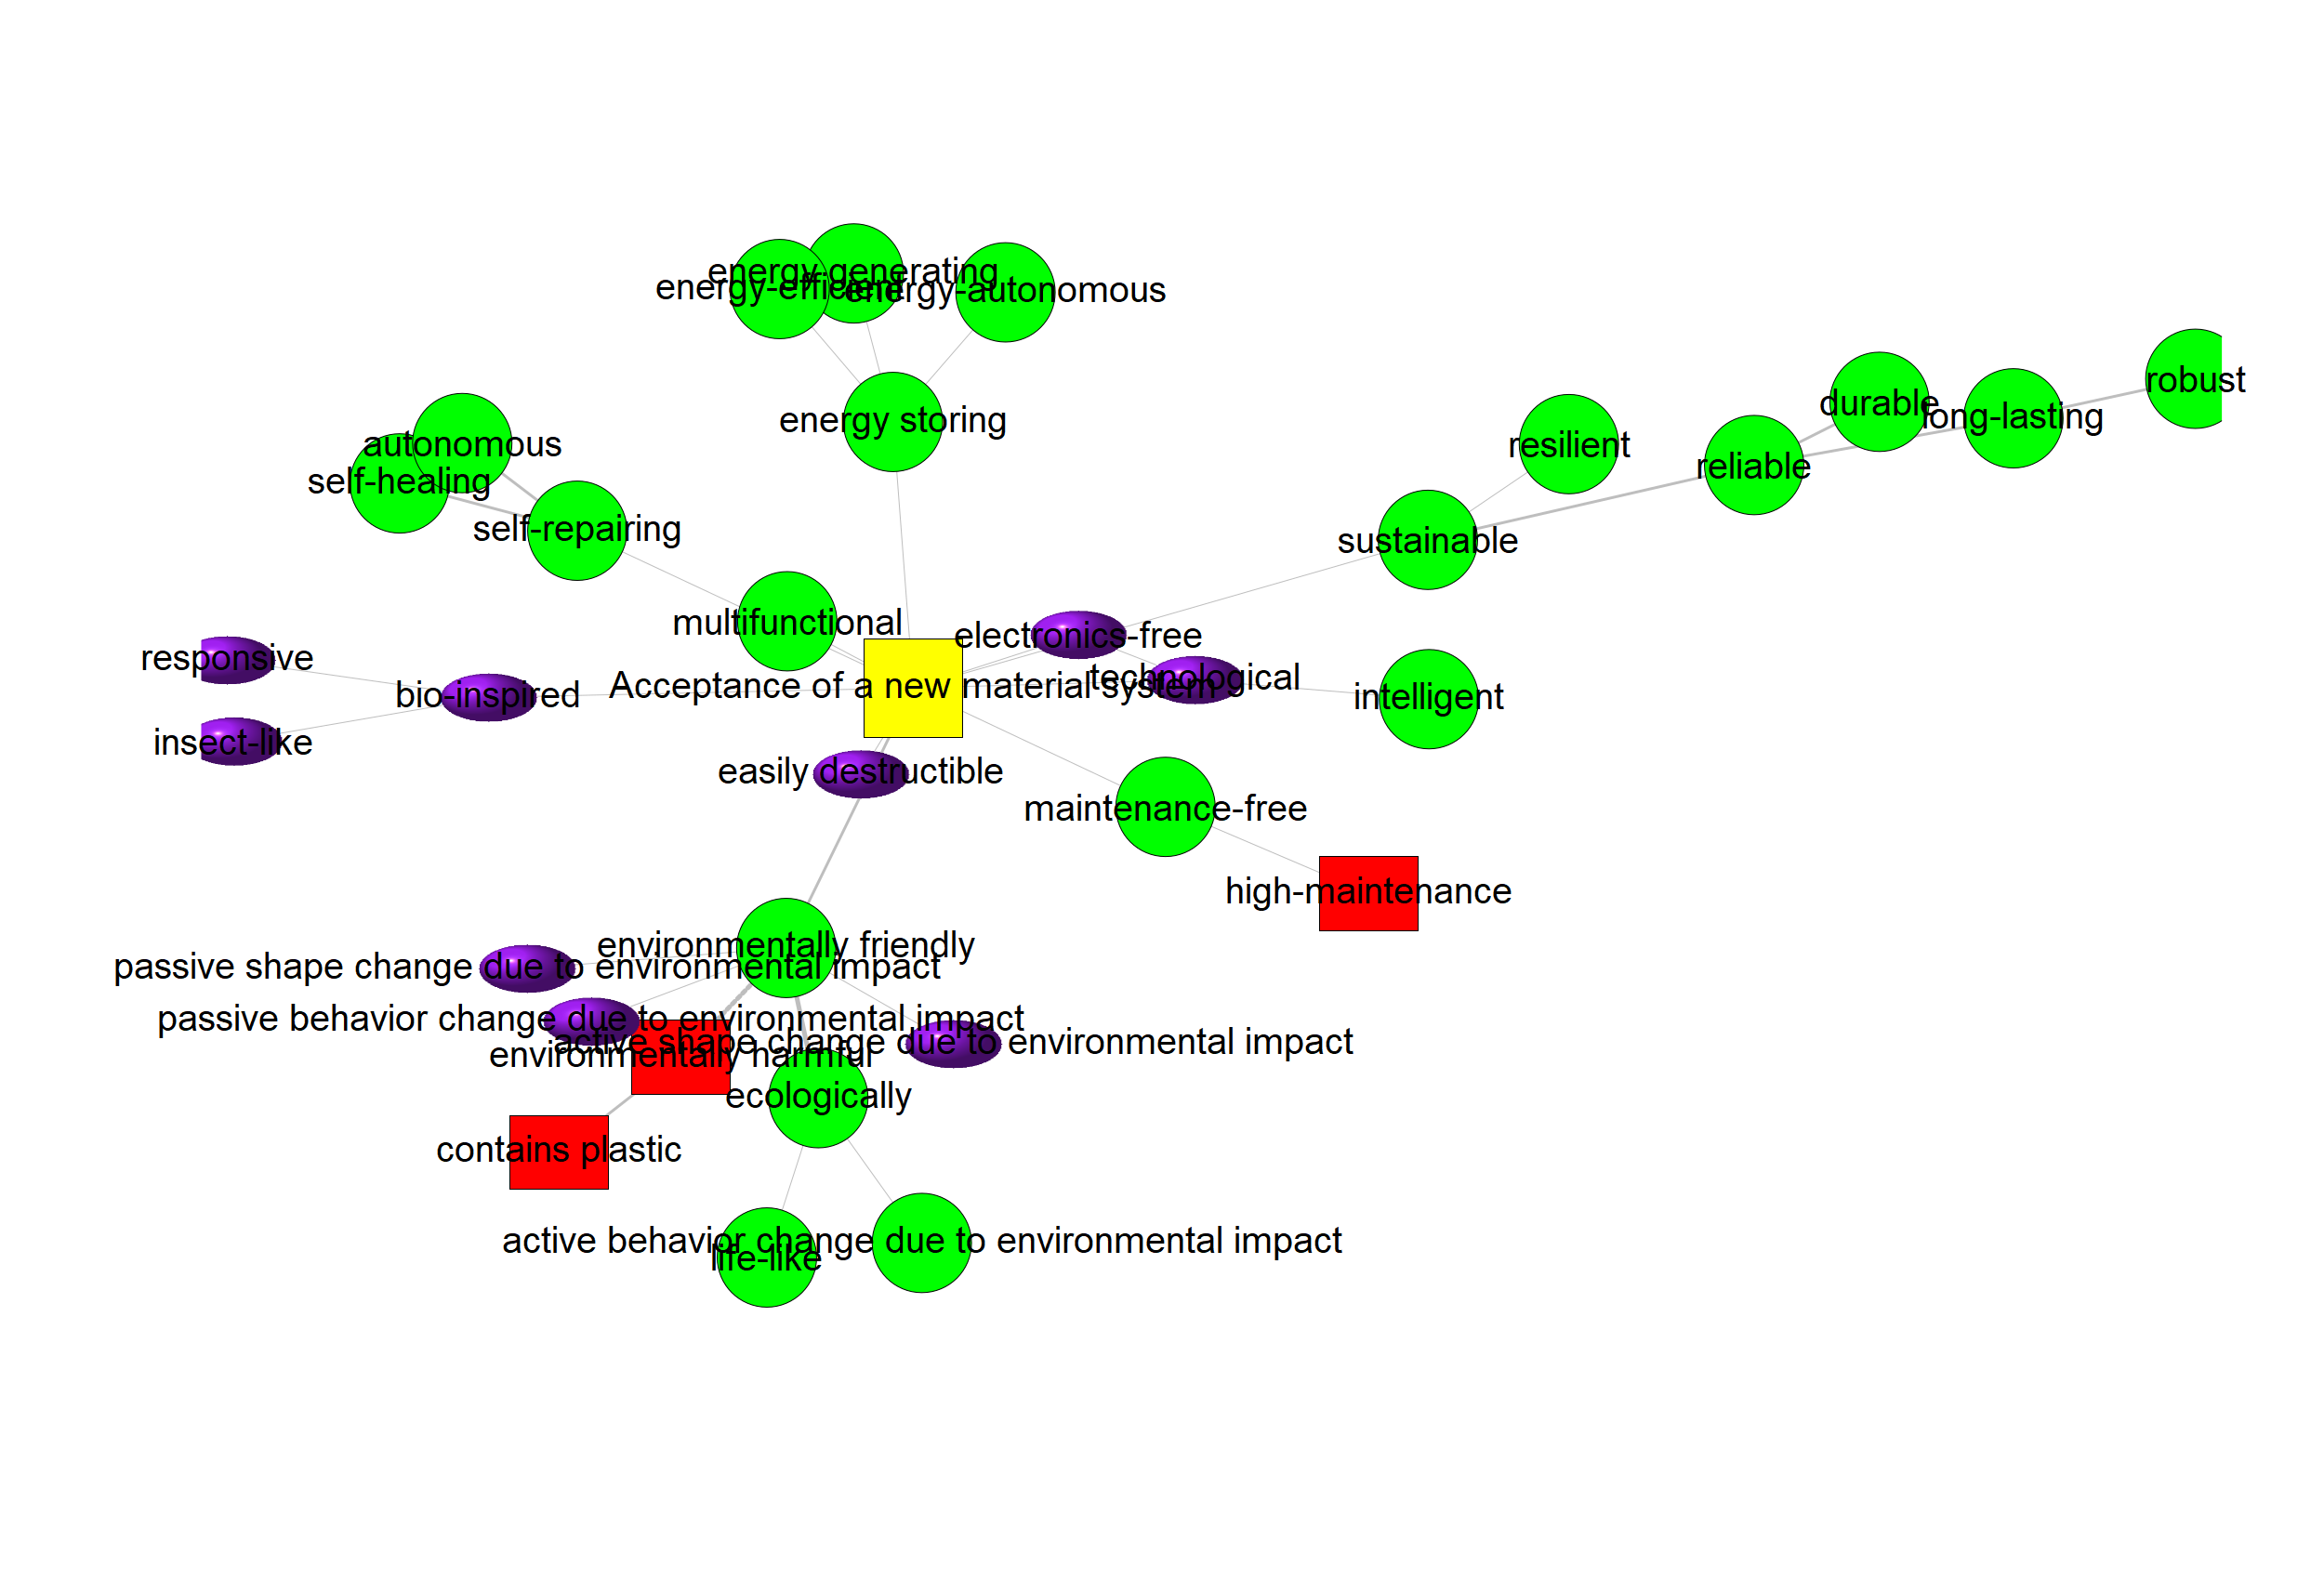 energy-generating
energy-efficient
energy-autonomous
robust
durable
long-lasting
energy storing
autonomous
resilient
reliable
self-healing
self-repairing
sustainable
multifunctional
electronics-free
responsive
Acceptance of a new material system
technological
bio-inspired
intelligent
insect-like
easily destructible
maintenance-free
high-maintenance
environmentally friendly
passive shape change due to environmental impact
passive behavior change due to environmental impact
active shape change due to environmental impact
environmentally harmful
ecologically
contains plastic
active behavior change due to environmental impact
life-like